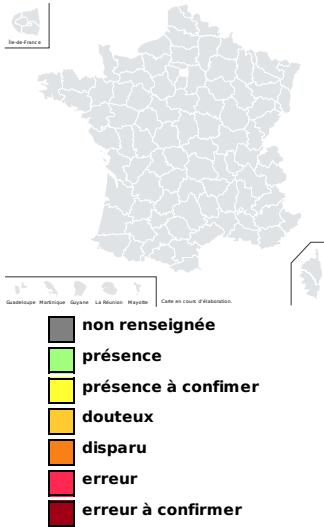 Île-de-France
Guadeloupe Martinique Guyane La Réunion Mayotte Carte en cours d'élaboration.
non renseignée
présence
présence à confimer
douteux
disparu
erreur
erreur à confirmer